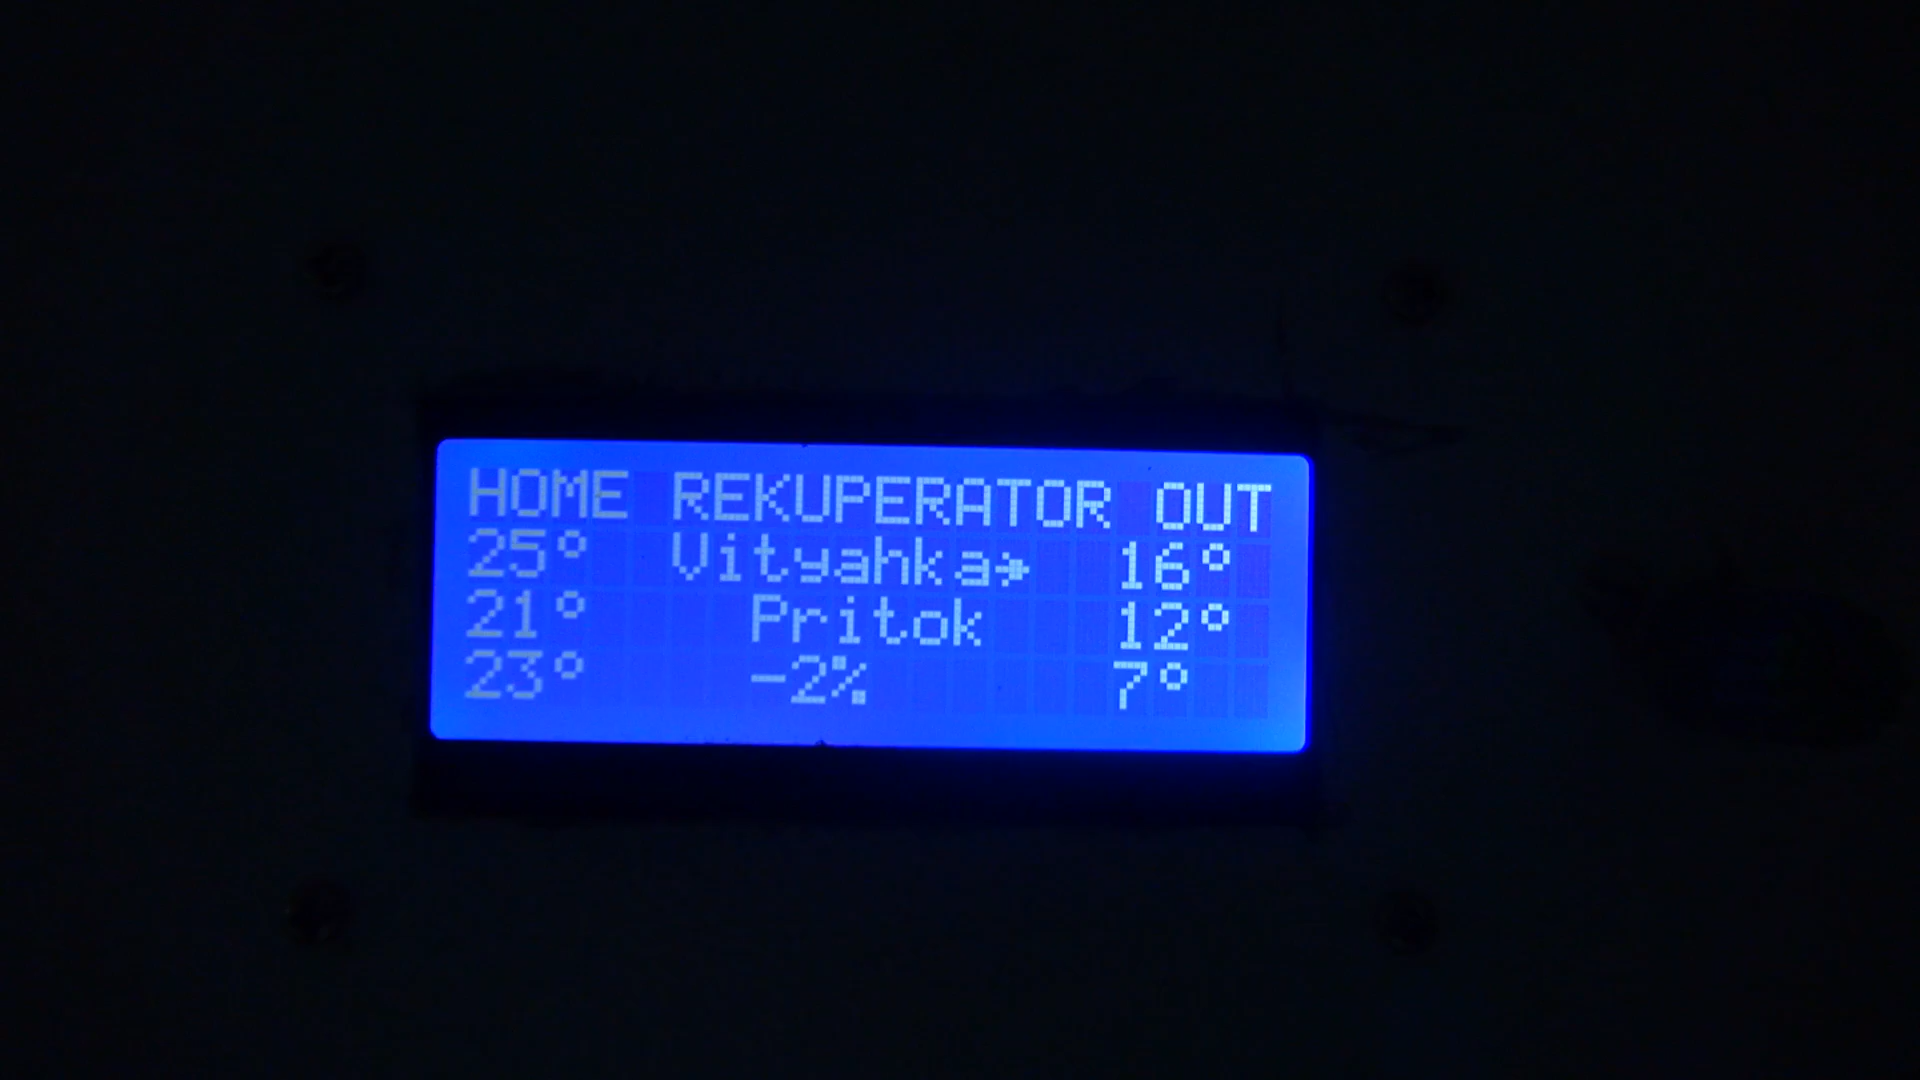 HOME REKUPERATOR OUT
25° Vityahka→ 16°
21° Pritok 12°
23° -2% 7°